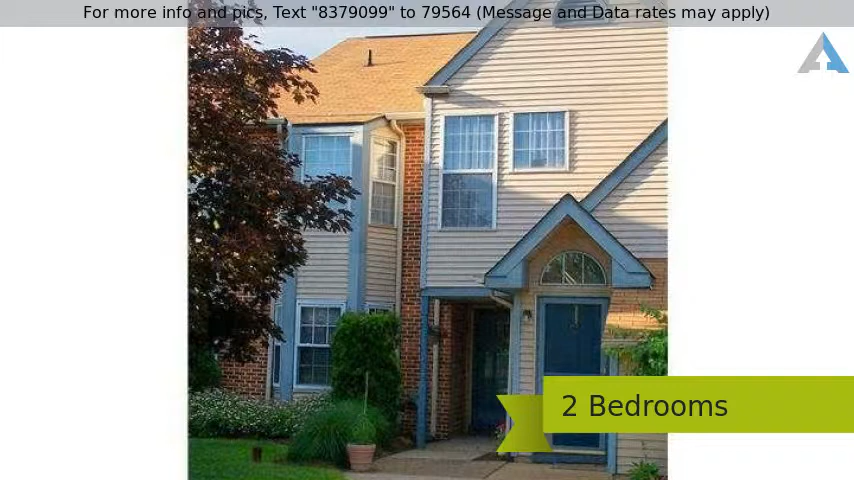 For more info and pics, Text "8379099" to 79564 (Message and Data rates may apply)
2 Bedrooms